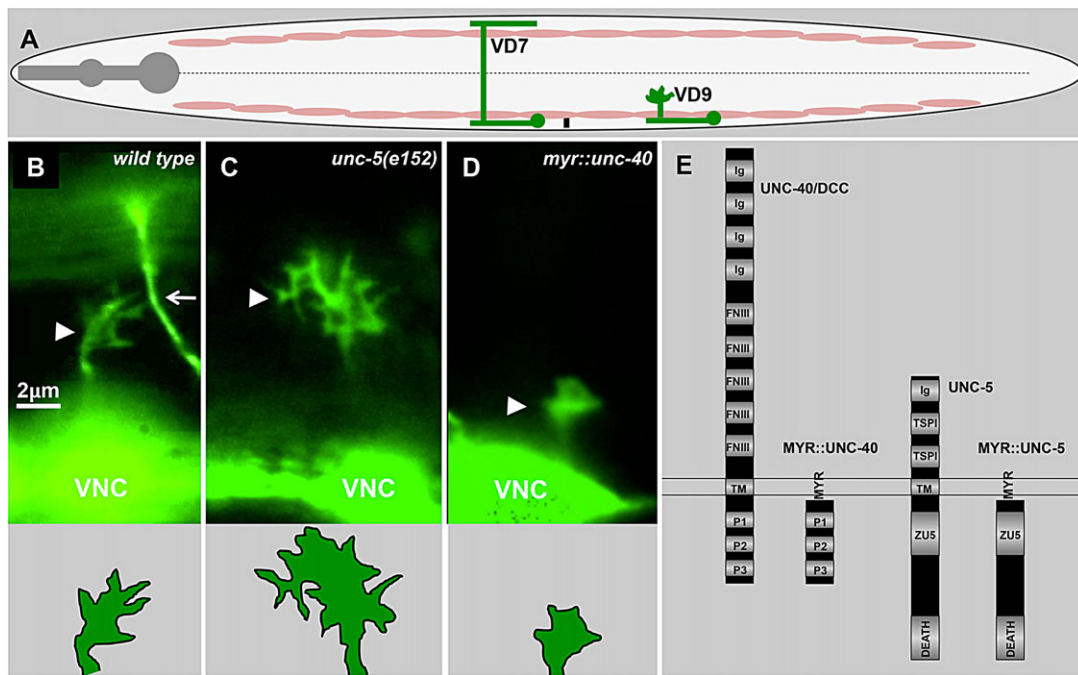 A
VD7
VD9
B
wild type
2µm
VNC
C
unc-5(e152)
VNC
D
myr::unc-40
VNC
E
UNC-40/DCC
Ig
Ig
Ig
Ig
FNIII
FNIII
FNIII
FNIII
FNIII
TM
P1
P2
P3
MYR::UNC-40
MYR
P1
P2
P3
UNC-5
Ig
TSPI
TSPI
TM
ZU5
DEATH
MYR::UNC-5
MYR
ZU5
DEATH